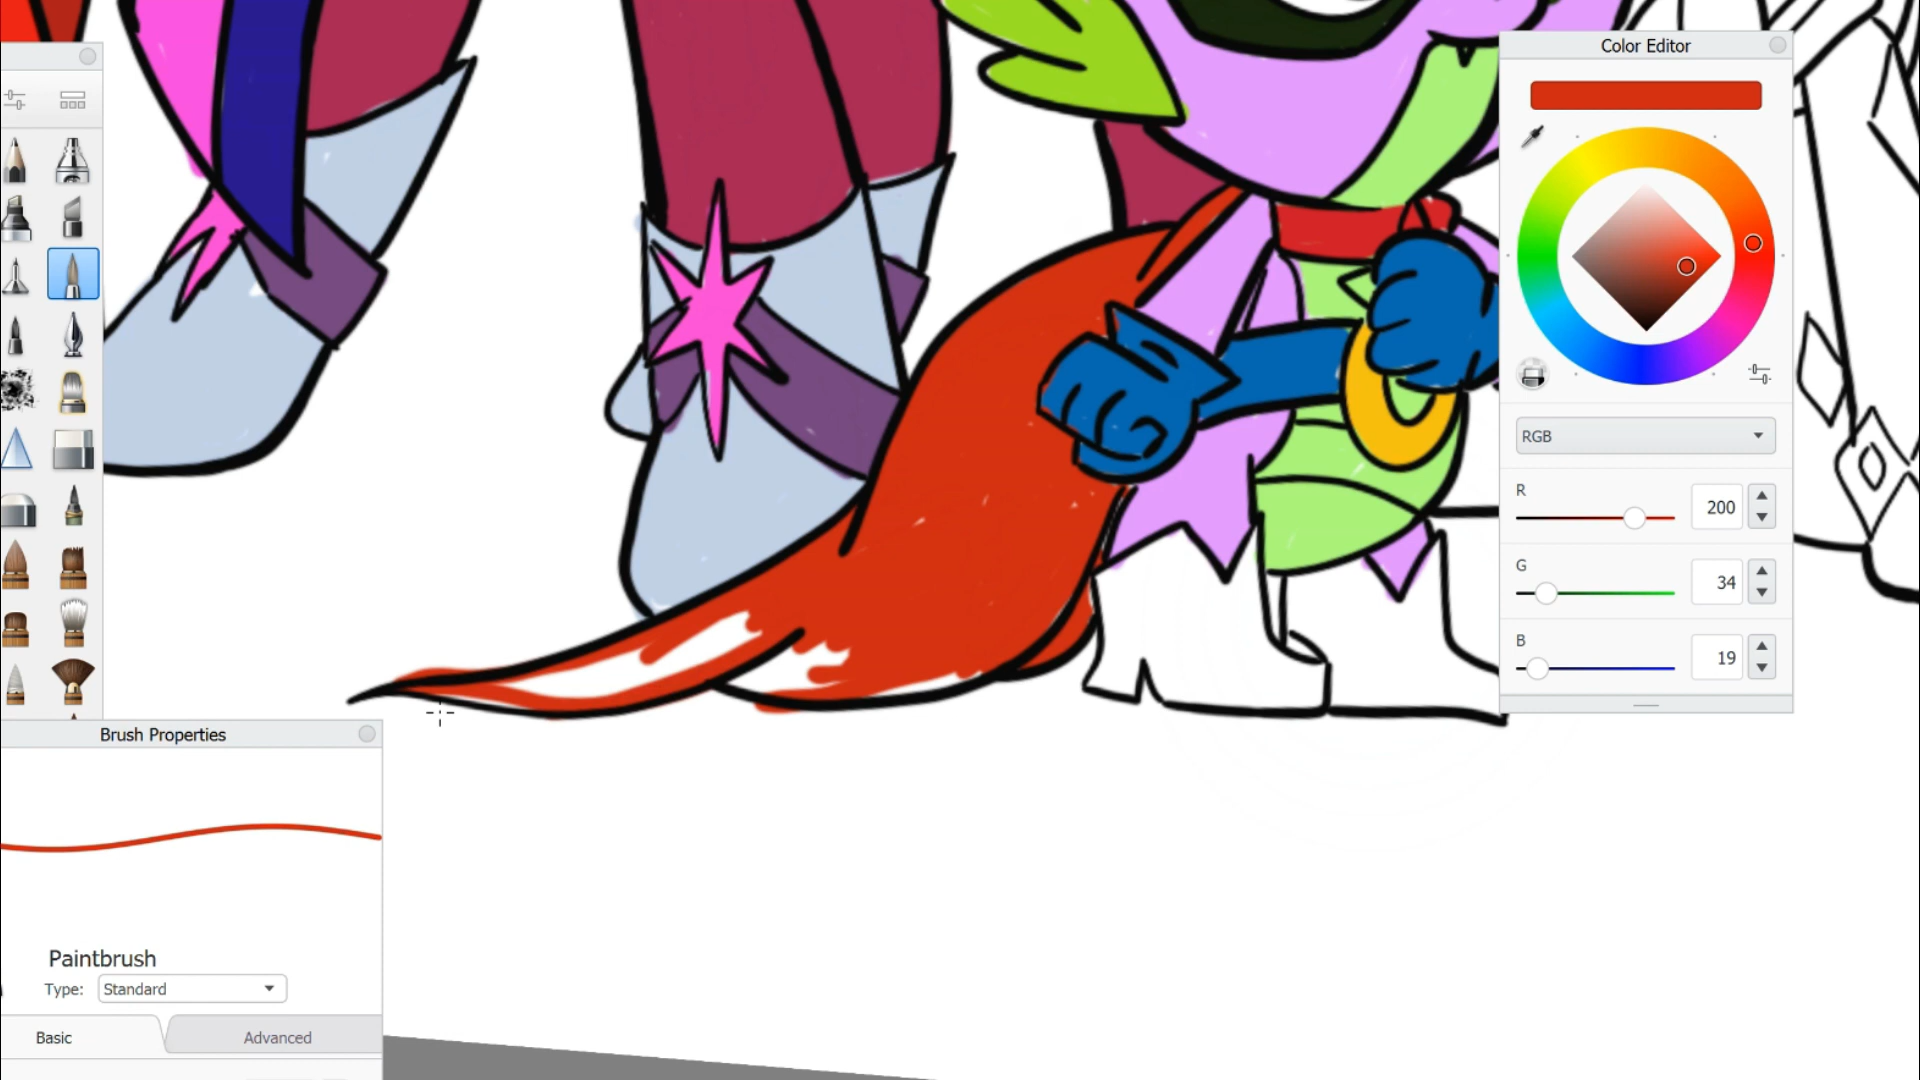 Color Editor
RGB
R
200
G
34
B
19
Brush Properties
Paintbrush
Type: Standard
Basic
Advanced